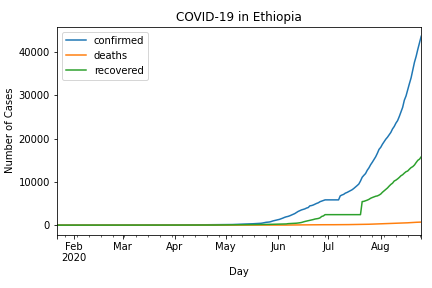 COVID-19 in Ethiopia
confirmed
deaths
recovered
40000
30000
20000
10000
0
Number of Cases
Feb
2020
Mar
Apr
May
Jun
Jul
Aug
Day